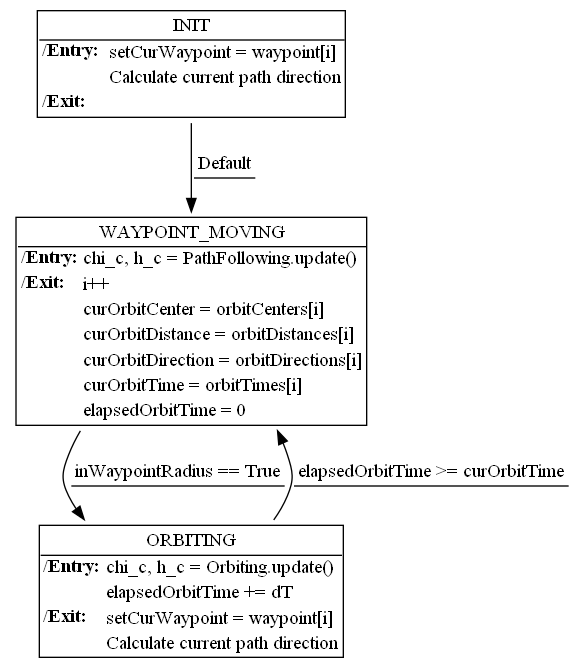 INIT
/Entry: setCurWaypoint = waypoint[i]
Calculate current path direction
/Exit:
Default
WAYPOINT_MOVING
/Entry: chi_c, h_c = PathFollowing.update()
/Exit: i++
curOrbitCenter = orbitCenters[i]
curOrbitDistance = orbitDistances[i]
curOrbitDirection = orbitDirections[i]
curOrbitTime = orbitTimes[i]
elapsedOrbitTime = 0
inWaypointRadius == True
elapsedOrbitTime >= curOrbitTime
ORBITING
/Entry: chi_c, h_c = Orbiting.update()
elapsedOrbitTime += dT
/Exit: setCurWaypoint = waypoint[i]
Calculate current path direction